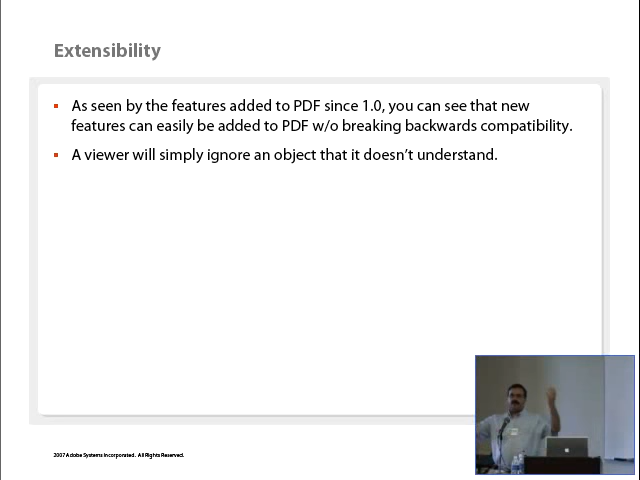 Extensibility
▪ As seen by the features added to PDF since 1.0, you can see that new
features can easily be added to PDF w/o breaking backwards compatibility.
▪ A viewer will simply ignore an object that it doesn't understand.
2007 Adobe Systems Incorporated. All Rights Reserved.